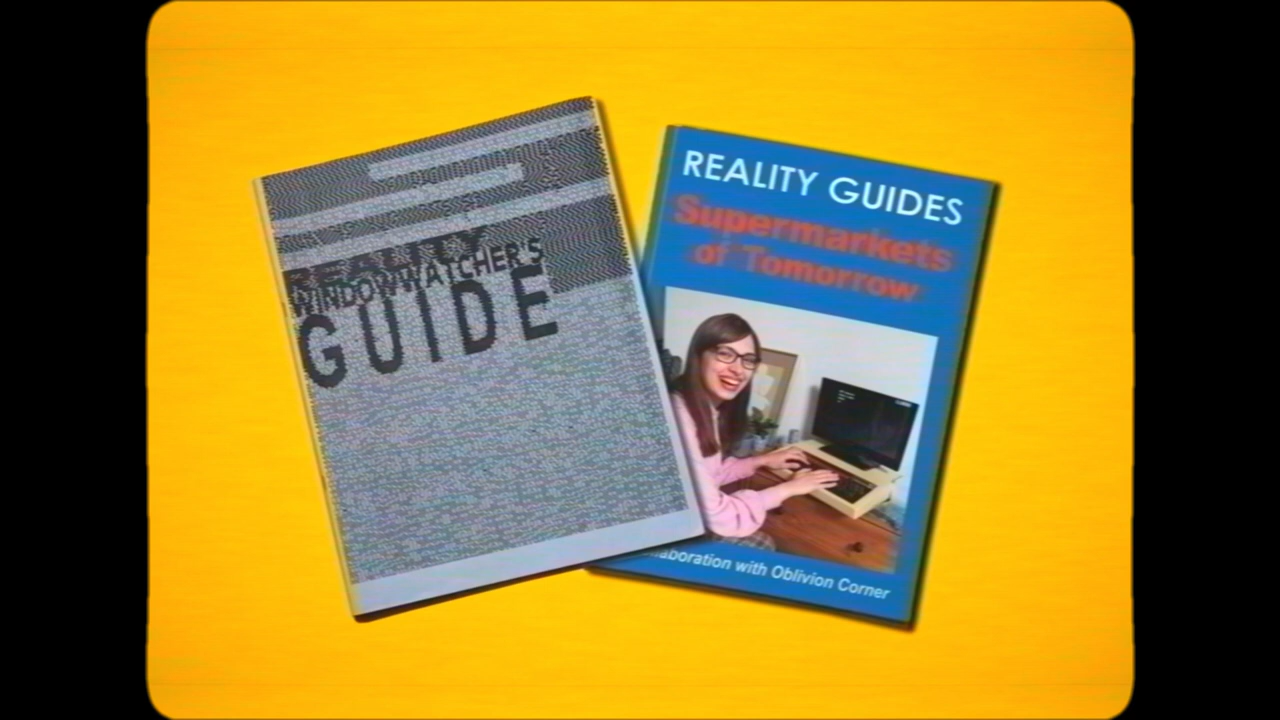 REALITY
WINDOWWATCHER'S
GUIDE
REALITY GUIDES
Supermarkets
of Tomorrow
laboration with Oblivion Corner